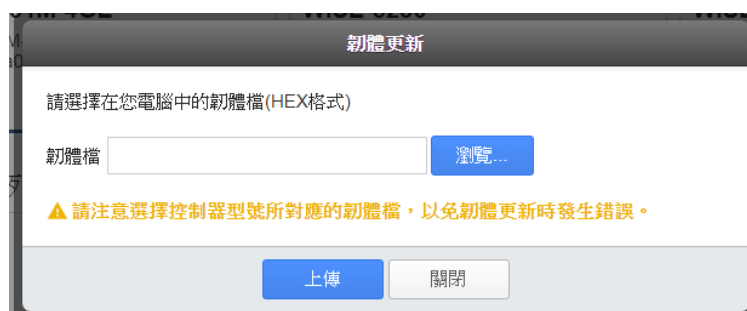 韌體更新
請選擇在您電腦中的韌體檔(HEX格式)
韌體檔 瀏覽...
請注意選擇控制器型號所對應的韌體檔，以免韌體更新時發生錯誤。
上傳 關閉